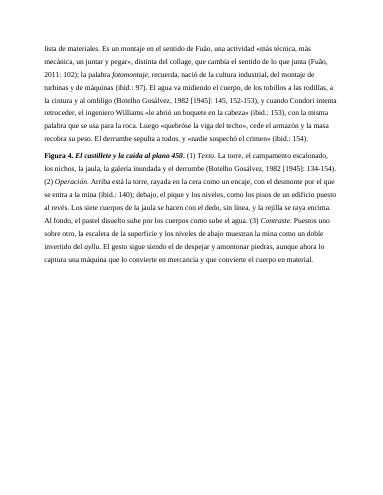 lista de materiales. Es un montaje en el sentido de Fuão, una actividad «más técnica, más
mecánica, un juntar y pegar», distinta del collage, que cambia el sentido de lo que junta (Fuão,
2011: 102); la palabra fotomontaje, recuerda, nació de la cultura industrial, del montaje de
turbinas y de máquinas (ibid.: 97). El agua va midiendo el cuerpo, de los tobillos a las rodillas, a
la cintura y al ombligo (Botelho Gosálvez, 1982 [1945]: 145, 152-153), y cuando Condori intenta
retroceder, el ingeniero Williams «le abrió un boquete en la cabeza» (ibid.: 153), con la misma
palabra que se usa para la roca. Luego «quebróse la viga del techo», cede el armazón y la masa
recobra su peso. El derrumbe sepulta a todos, y «nadie sospechó el crimen» (ibid.: 154).
Figura 4. El castillete y la caída al plano 450. (1) Texto. La torre, el campamento escalonado,
los nichos, la jaula, la galería inundada y el derrumbe (Botelho Gosálvez, 1982 [1945]: 134-154).
(2) Operación. Arriba está la torre, rayada en la cera como un encaje, con el desmonte por el que
se entra a la mina (ibid.: 140); debajo, el pique y los niveles, como los pisos de un edificio puesto
al revés. Los siete cuerpos de la jaula se hacen con el dedo, sin línea, y la rejilla se raya encima.
Al fondo, el pastel disuelto sube por los cuerpos como sube el agua. (3) Contraste. Puestos uno
sobre otro, la escalera de la superficie y los niveles de abajo muestran la mina como un doble
invertido del ayllu. El gesto sigue siendo el de despejar y amontonar piedras, aunque ahora lo
captura una máquina que lo convierte en mercancía y que convierte el cuerpo en material.